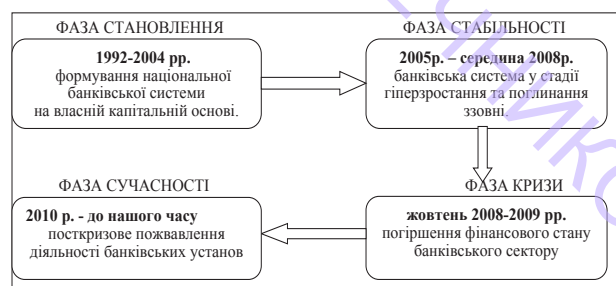 ФАЗА СТАНОВЛЕННЯ
1992-2004 рр.
формування національної
банківської системи
на власній капітальній основі.
ФАЗА СТАБІЛЬНОСТІ
2005р. – середина 2008р.
банківська система у стадії
гіперзростання та поглинання
ззовні.
ФАЗА СУЧАСНОСТІ
2010 р. - до нашого часу
посткризове пожвавлення
діяльності банківських установ
ФАЗА КРИЗИ
жовтень 2008-2009 рр.
погіршення фінансового стану
банківського сектору